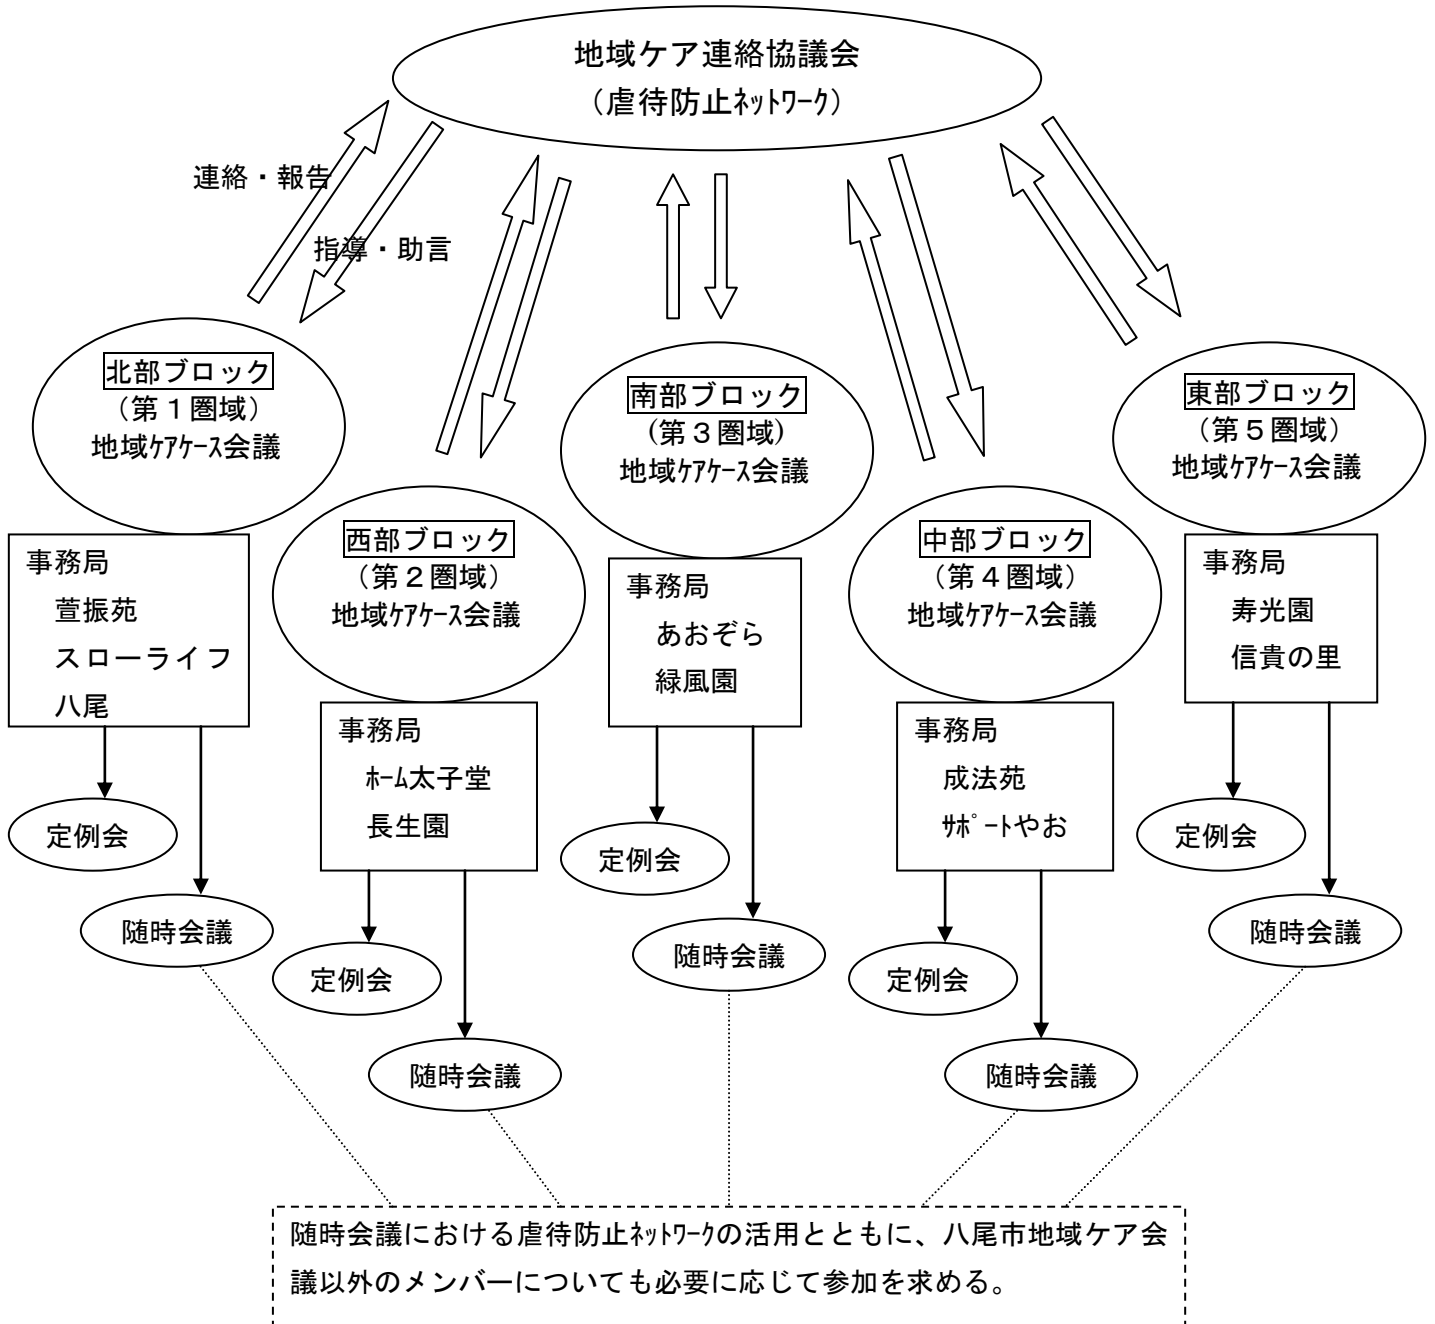 地域ケア連絡協議会
（虐待防止ﾈｯﾄﾜｰｸ）
連絡・報告
指導・助言
北部ブロック
（第１圏域）
地域ｹｱｹｰｽ会議
事務局
萱振苑
スローライフ
八尾
定例会
随時会議
西部ブロック
（第２圏域）
地域ｹｱｹｰｽ会議
事務局
ﾎｰﾑ太子堂
長生園
定例会
随時会議
南部ブロック
(第３圏域)
地域ｹｱｹｰｽ会議
事務局
あおぞら
緑風園
定例会
随時会議
中部ブロック
（第４圏域）
地域ｹｱｹｰｽ会議
事務局
成法苑
ｻﾎﾟｰﾄやお
定例会
随時会議
東部ブロック
（第５圏域）
地域ｹｱｹｰｽ会議
事務局
寿光園
信貴の里
定例会
随時会議
随時会議における虐待防止ﾈｯﾄﾜｰｸの活用とともに、八尾市地域ケア会
議以外のメンバーについても必要に応じて参加を求める。